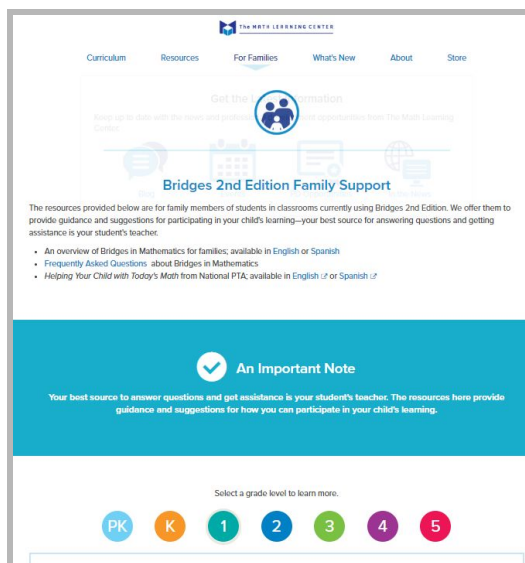 The MATH LEARNING CENTER
Curriculum Resources For Families What's New About Store
Bridges 2nd Edition Family Support
The resources provided below are for family members of students in classrooms currently using Bridges 2nd Edition. We offer them to
provide guidance and suggestions for participating in your child's learning—your best source for answering questions and getting
assistance is your student's teacher.
• An overview of Bridges in Mathematics for families; available in English or Spanish
• Frequently Asked Questions about Bridges in Mathematics
• Helping Your Child with Today's Math from National PTA; available in English or Spanish
An Important Note
Your best source to answer questions and get assistance is your student's teacher. The resources here provide
guidance and suggestions for how you can participate in your child's learning.
Select a grade level to learn more.
PK K 1 2 3 4 5